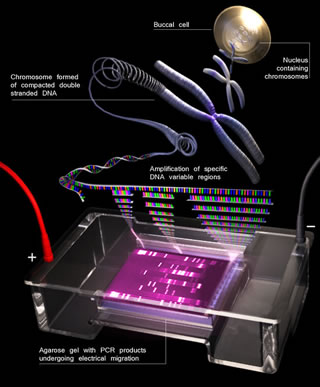 Buccal cell
Nucleus
containing
chromosomes
Chromosome formed
of compacted double
stranded DNA
Amplification of specific
DNA variable regions
+
−
Agarose gel with PCR products
undergoing electrical migration